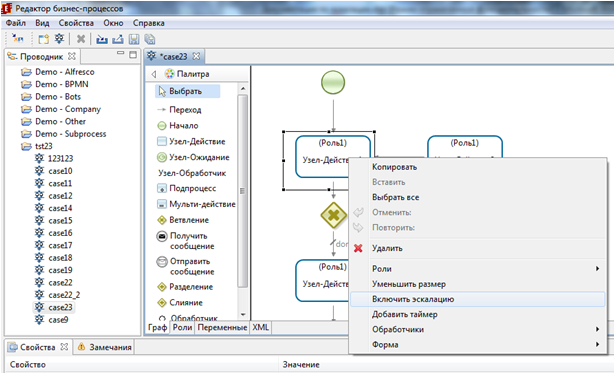 Редактор бизнес-процессов
Файл Вид Свойства Окно Справка
Проводник
Demo - Alfresco
Demo - BPMN
Demo - Bots
Demo - Company
Demo - Other
Demo - Subprocess
tst23
123123
case10
case11
case12
case14
case15
case16
case17
case18
case19
case22
case22_2
case23
case9
*case23
Палитра
Выбрать
Переход
Начало
Узел-Действие
Узел-Ожидание
Узел-Обработчик
Подпроцесс
Мульти-действие
Ветвление
Получить
сообщение
Отправить
сообщение
Разделение
Слияние
Обработчик
Граф Роли Переменные XML
(Роль1)
(Роль1)
(Роль1)
Копировать
Вставить
Выбрать все
Отменить:
Повторить:
Удалить
Роли
Уменьшить размер
Включить эскалацию
Добавить таймер
Обработчики
Форма
Свойства Замечания
Свойство Значение